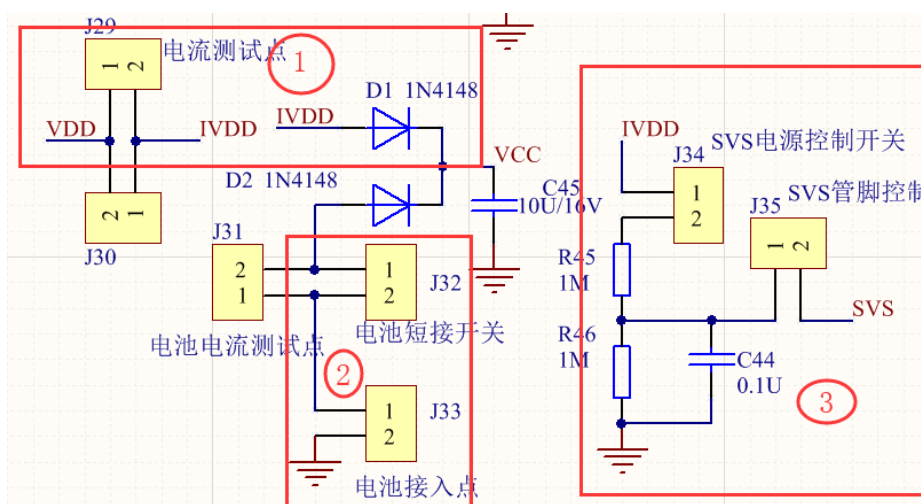 J29
电流测试点
1
1 2
D1 1N4148
VDD
IVDD
IVDD
VCC
D2 1N4148
C45
10U/16V
2 1
J30
J31
2
1
电池电流测试点
1
2
J32
电池短接开关
2
1
2
J33
电池接入点
IVDD
SVS电源控制开关
J34
1
2
SVS管脚控制
J35
1 2
R45
1M
SVS
R46
1M
C44
0.1U
3